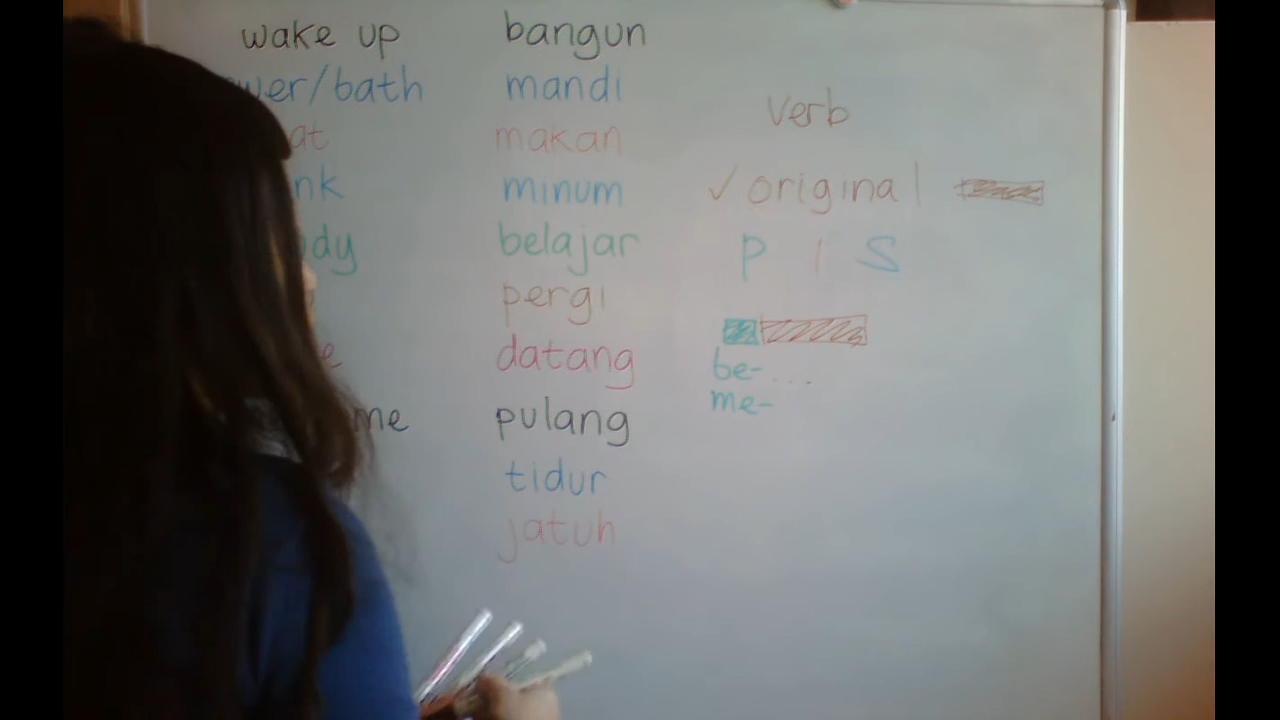 wake up bangun
wer/bath mandi
at makan
nk minum
dy belajar
pergi
e datang
me pulang
tidur
jatuh
verb
✓ original
P / S
be- ...
me-